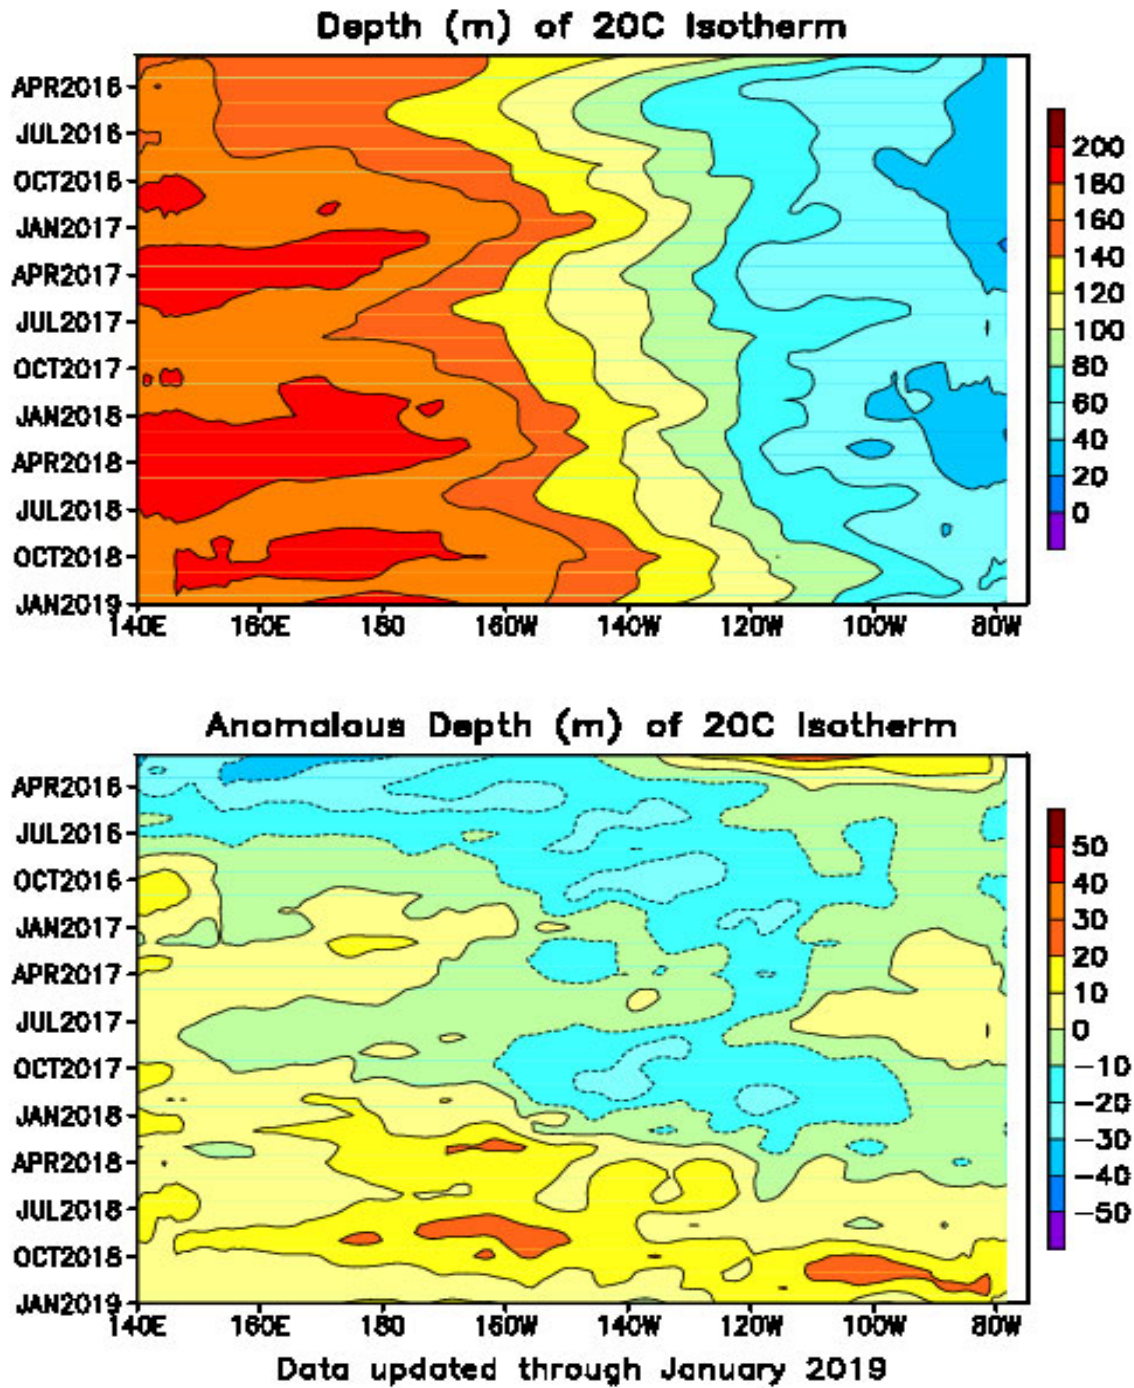 Depth (m) of 20C Isotherm
APR2016
JUL2016
OCT2016
JAN2017
APR2017
JUL2017
OCT2017
JAN2018
APR2018
JUL2018
OCT2018
JAN2019
140E 160E 180 160W 140W 120W 100W 80W
200
180
160
140
120
100
80
60
40
20
0
Anomalous Depth (m) of 20C Isotherm
APR2016
JUL2016
OCT2016
JAN2017
APR2017
JUL2017
OCT2017
JAN2018
APR2018
JUL2018
OCT2018
JAN2019
140E 160E 180 160W 140W 120W 100W 80W
50
40
30
20
10
0
-10
-20
-30
-40
-50
Data updated through January 2019